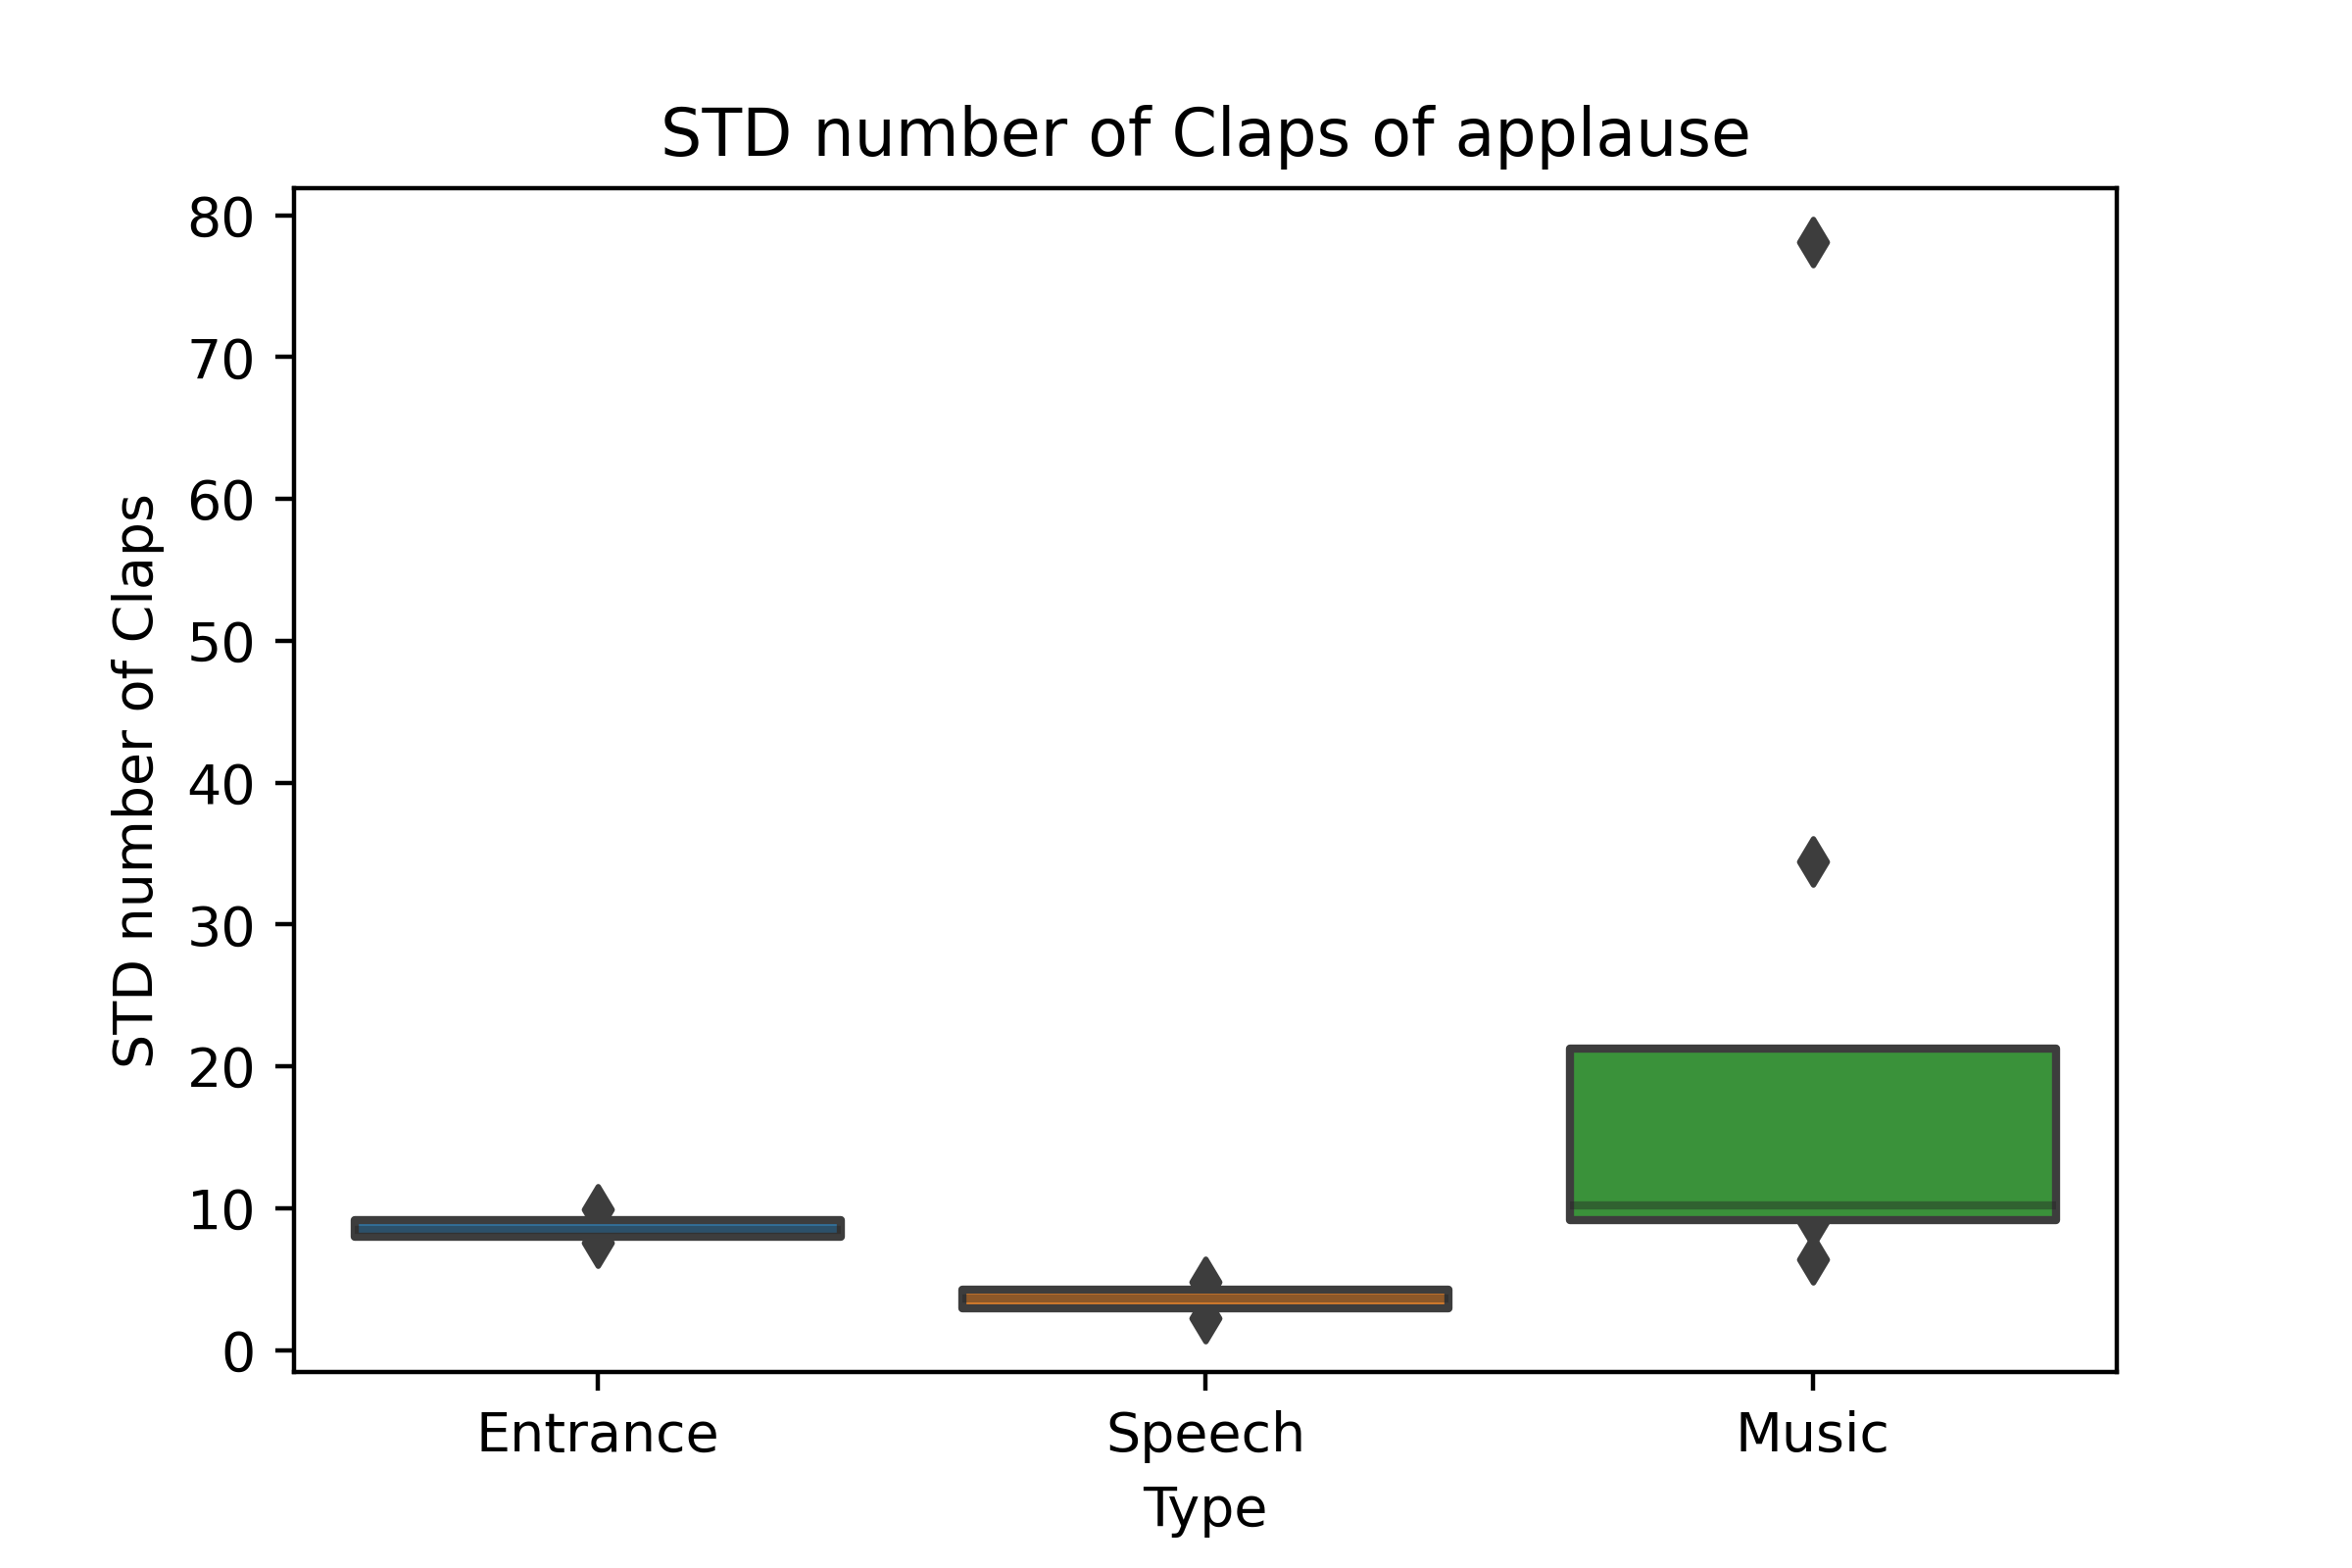 STD number of Claps of applause
STD number of Claps
80
70
60
50
40
30
20
10
0
Entrance Speech Music
Type